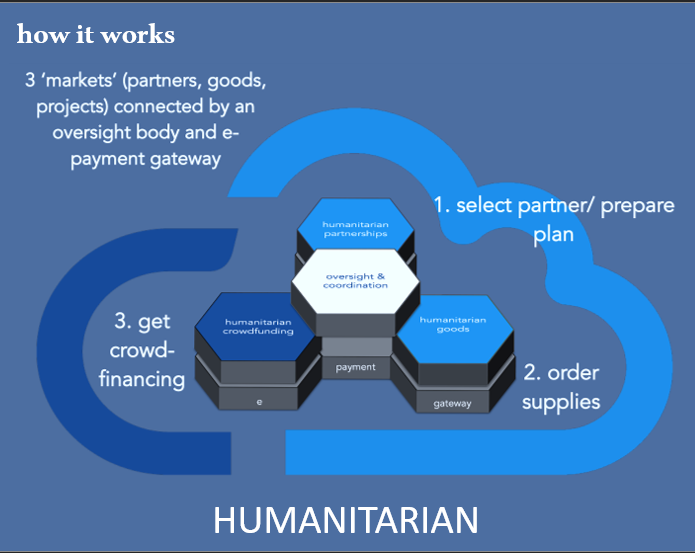 how it works
3 ‘markets’ (partners, goods,
projects) connected by an
oversight body and e-
payment gateway
1. select partner/ prepare
plan
humanitarian
partnerships
oversight &
coordination
humanitarian
crowdfunding
humanitarian
goods
3. get
crowd-
financing
2. order
supplies
e
payment
gateway
HUMANITARIAN